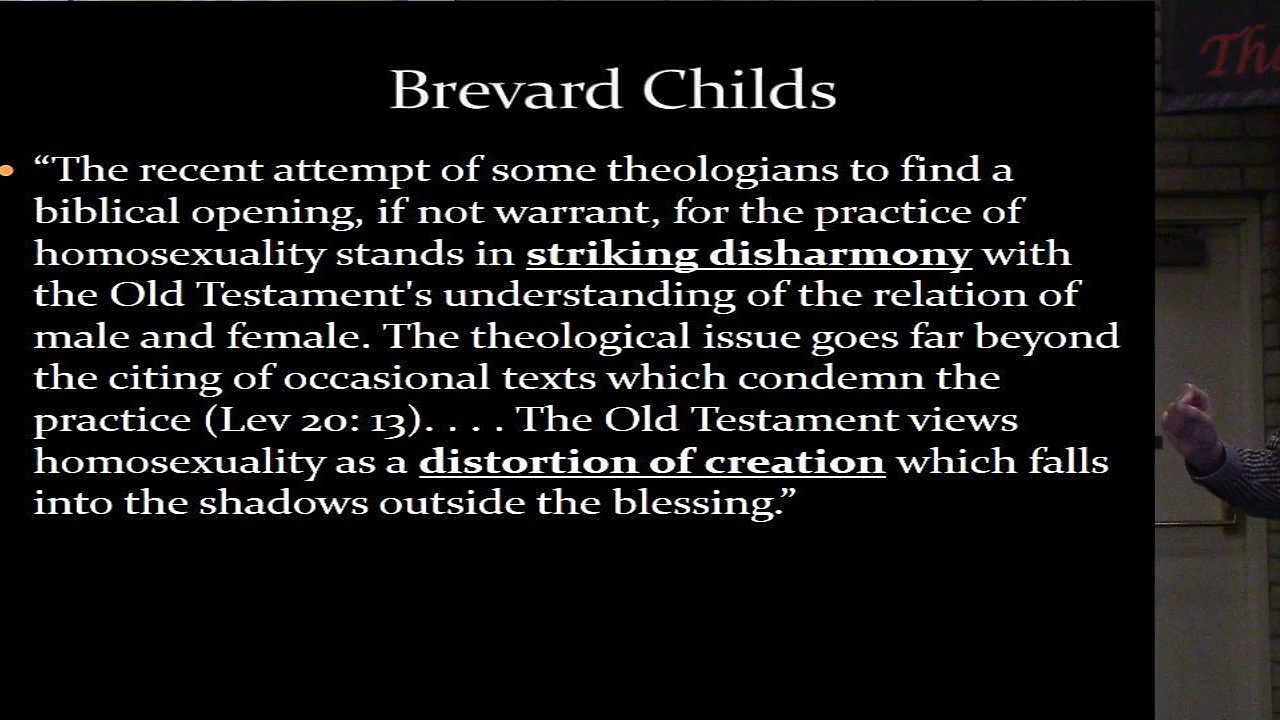 Brevard Childs
“The recent attempt of some theologians to find a
biblical opening, if not warrant, for the practice of
homosexuality stands in striking disharmony with
the Old Testament's understanding of the relation of
male and female. The theological issue goes far beyond
the citing of occasional texts which condemn the
practice (Lev 20: 13). . . . The Old Testament views
homosexuality as a distortion of creation which falls
into the shadows outside the blessing.”